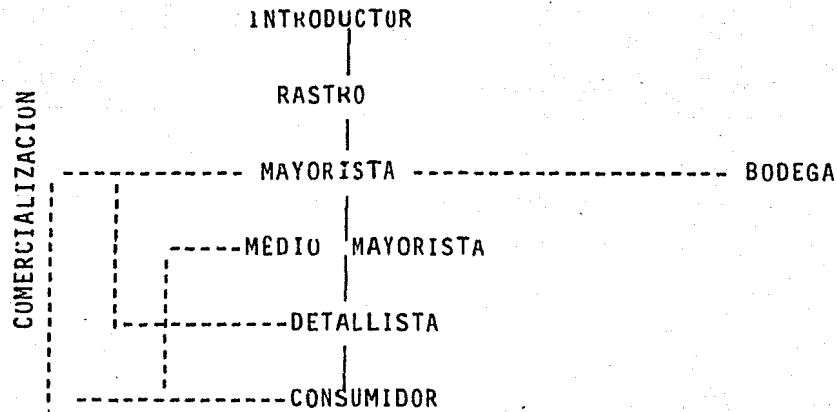 INTRODUCTOR
RASTRO
COMERCIALIZACION
MAYORISTA BODEGA
MEDIO MAYORISTA
DETALLISTA
CONSUMIDOR